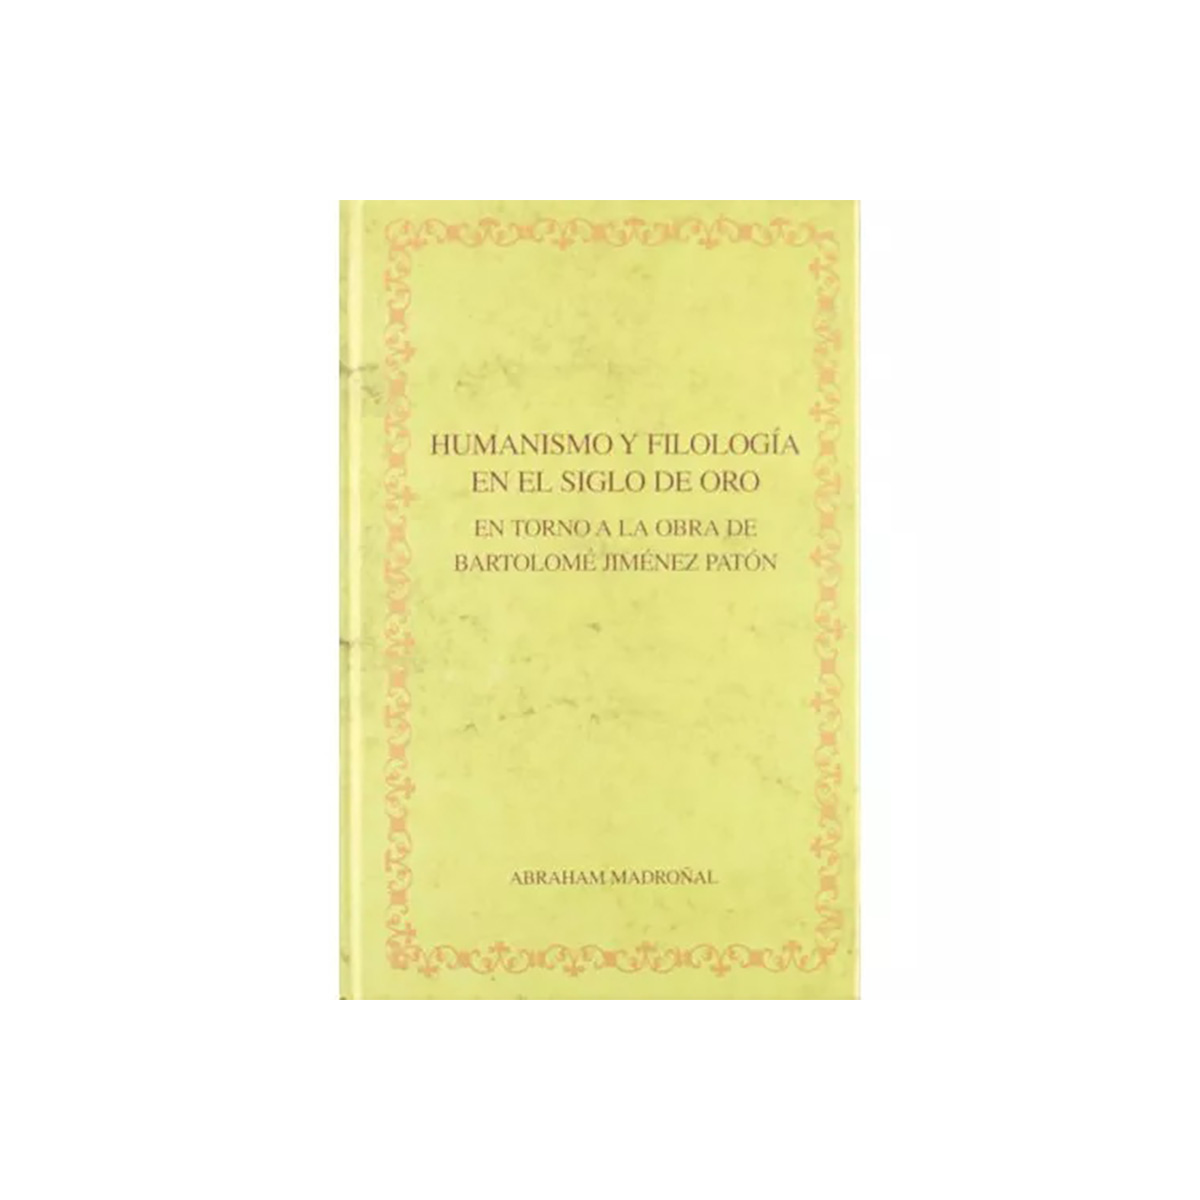 HUMANISMO Y FILOLOGÍA
EN EL SIGLO DE ORO
EN TORNO A LA OBRA DE
BARTOLOMÉ JIMÉNEZ PATÓN
ABRAHAM MADROÑAL